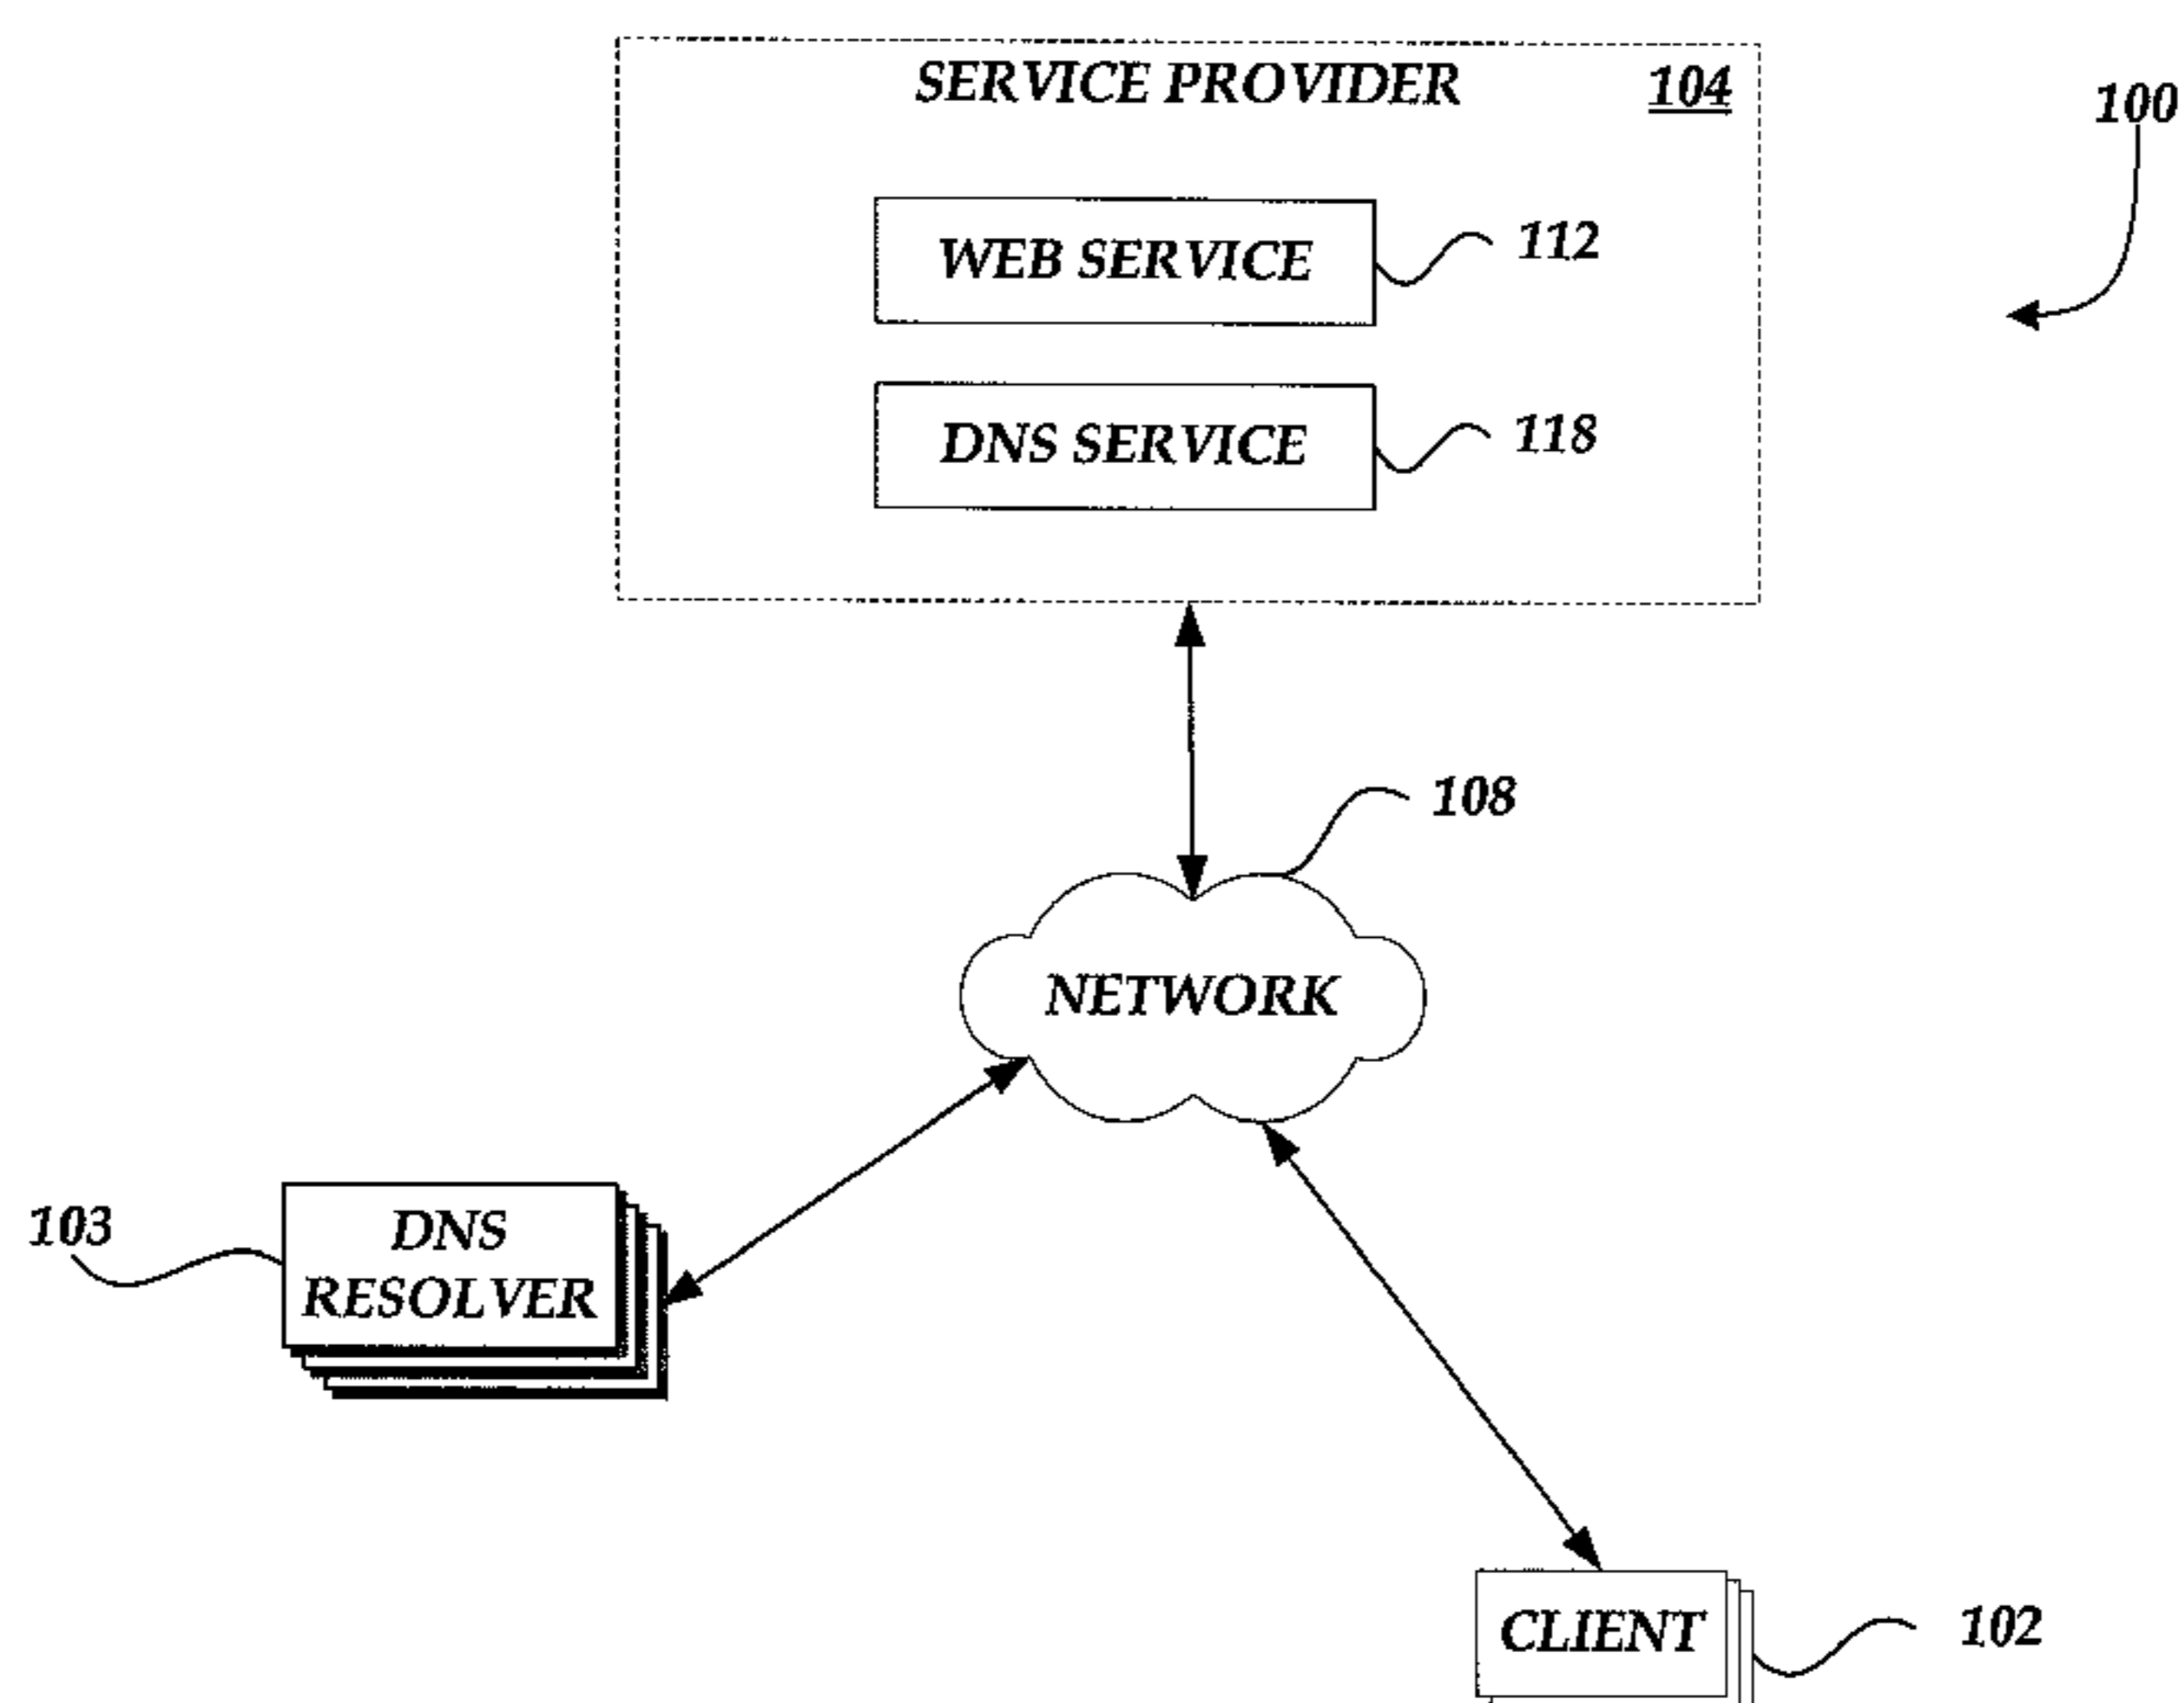 SERVICE PROVIDER 104
100
WEB SERVICE
112
DNS SERVICE
118
108
NETWORK
103
DNS
RESOLVER
CLIENT
102